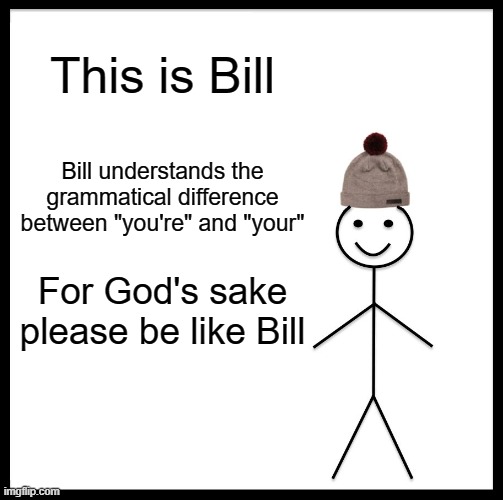 This is Bill
Bill understands the
grammatical difference
between "you're" and "your"
For God's sake
please be like Bill
imgflip.com